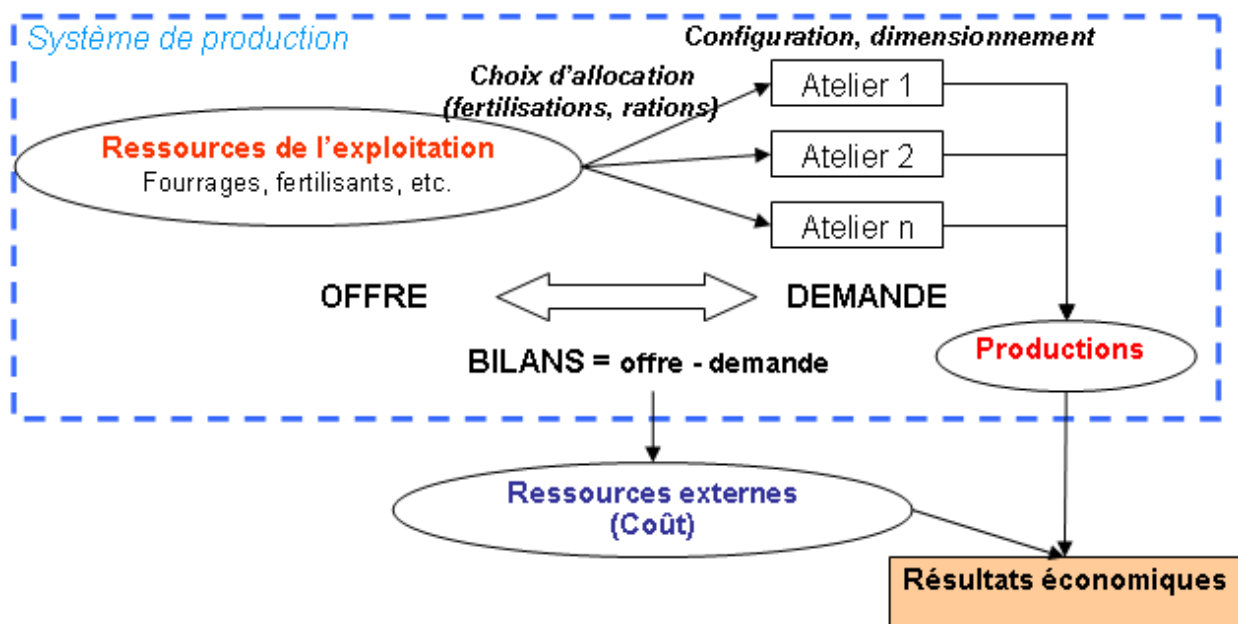 Système de production
Configuration, dimensionnement
Choix d'allocation
(fertilisations, rations)
Atelier 1
Ressources de l'exploitation
Fourrages, fertilisants, etc.
Atelier 2
Atelier n
OFFRE
DEMANDE
BILANS = offre - demande
Productions
Ressources externes
(Coût)
Résultats économiques